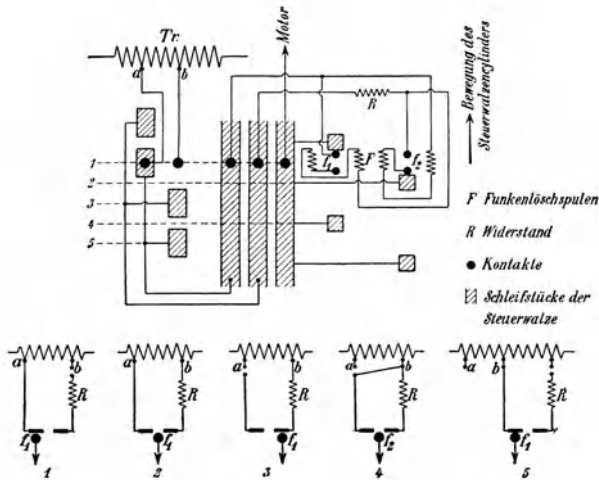 Tr.
a
b
Motor
R
f₁
F
f₂
1
2
3
4
5
Bewegung des
Steuerwalzencylinders
F Funkenlöschspulen
R Widerstand
Kontakte
Schleifstücke der
Steuerwalze
a b
R
f₁
1
a b
R
f₁
2
a b
R
f₁
3
a b
R
f₂
4
a b
R
f₁
5